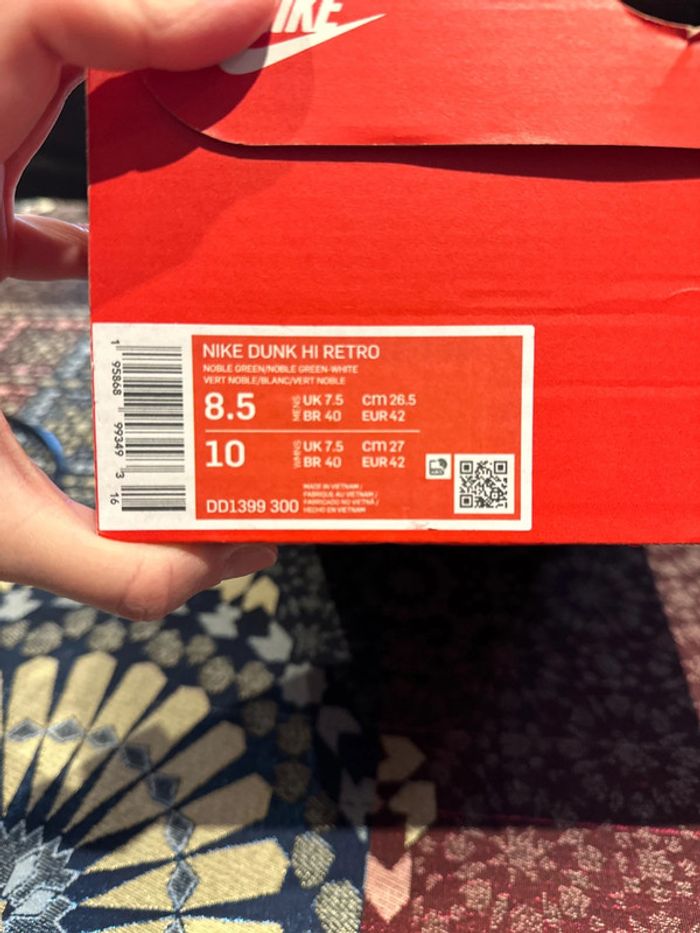 NIKE
NIKE DUNK HI RETRO
NOBLE GREEN/NOBLE GREEN-WHITE
VERT NOBLE/BLANC/VERT NOBLE
8.5 MENS UK 7.5 CM 26.5
BR 40 EUR 42
10 WMNS UK 7.5 CM 27
BR 40 EUR 42
DD1399 300
MADE IN VIETNAM /
FABRIQUE AU VIETNAM /
FABRICADO NO VIETNÃ /
HECHO EN VIETNAM
1 95868 99349 3 16